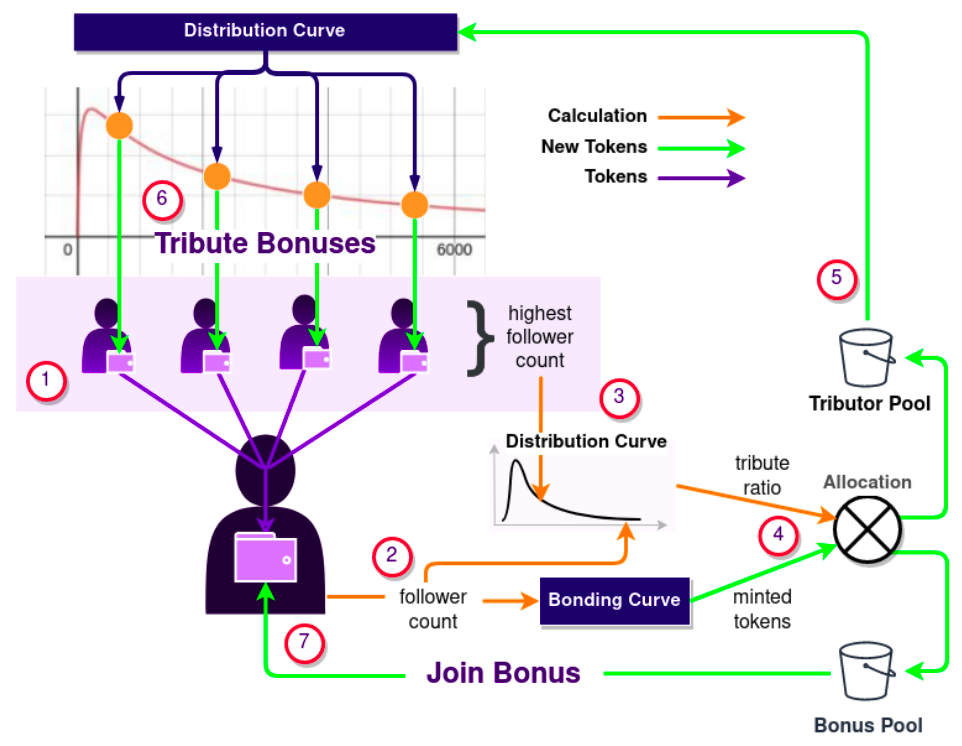 Distribution Curve
Calculation
New Tokens
Tokens
6
Tribute Bonuses
0
6000
5
1
highest
follower
count
3
Tributor Pool
Distribution Curve
tribute
ratio
Allocation
4
2
follower
count
Bonding Curve
minted
tokens
7
Join Bonus
Bonus Pool